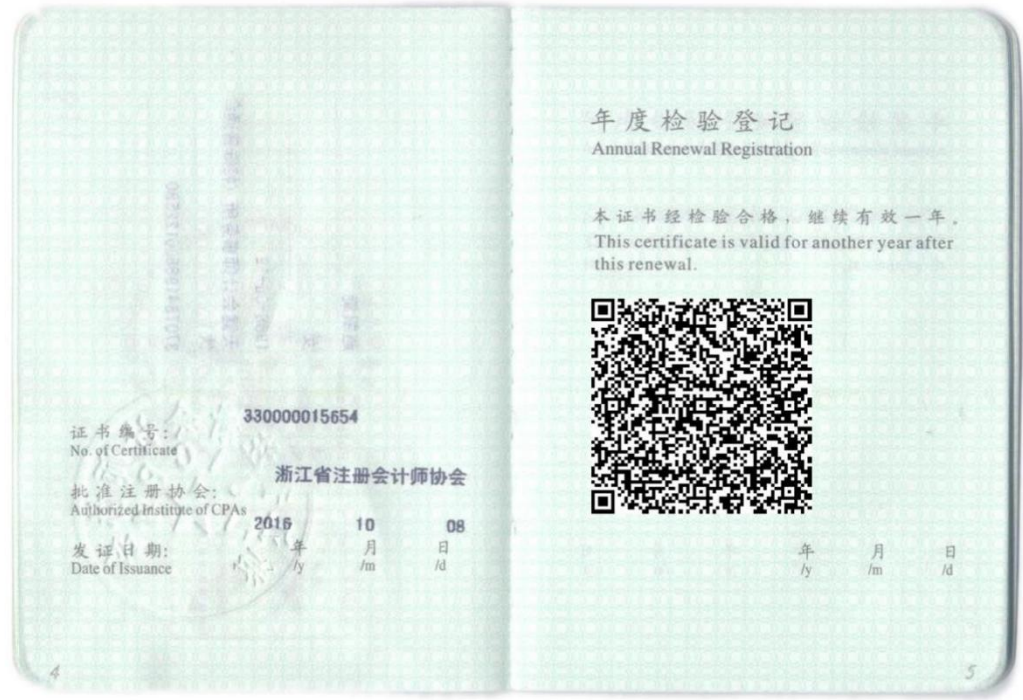 330000015654
证书编号:
No. of Certificate
浙江省注册会计师协会
批准注册协会:
Authorized Institute of CPAs
2016 10 08
发证日期: 年 月 日
Date of Issuance /y /m /d
4
年度检验登记
Annual Renewal Registration
本证书经检验合格，继续有效一年。
This certificate is valid for another year after
this renewal.
年 月 日
/y /m /d
5